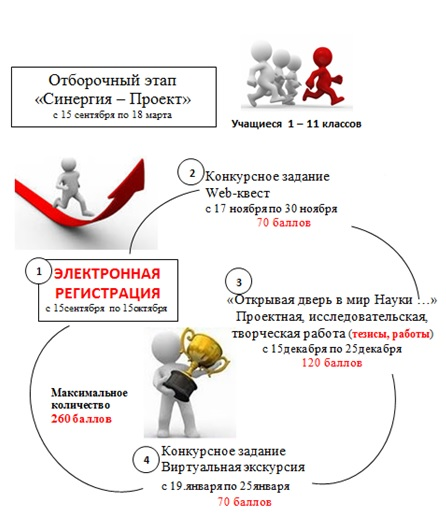 Отборочный этап
«Синергия – Проект»
с 15 сентября по 18 марта
Учащиеся 1 – 11 классов
2
Конкурсное задание
Web-квест
с 17 ноября по 30 ноября
70 баллов
1
ЭЛЕКТРОННАЯ
РЕГИСТРАЦИЯ
с 15сентября по 15октября
3
«Открывая дверь в мир Науки …»
Проектная, исследовательская,
творческая работа (тезисы, работы)
с 15декабря по 25декабря
120 баллов
Максимальное
количество
260 баллов
4
Конкурсное задание
Виртуальная экскурсия
с 19.января по 25января
70 баллов